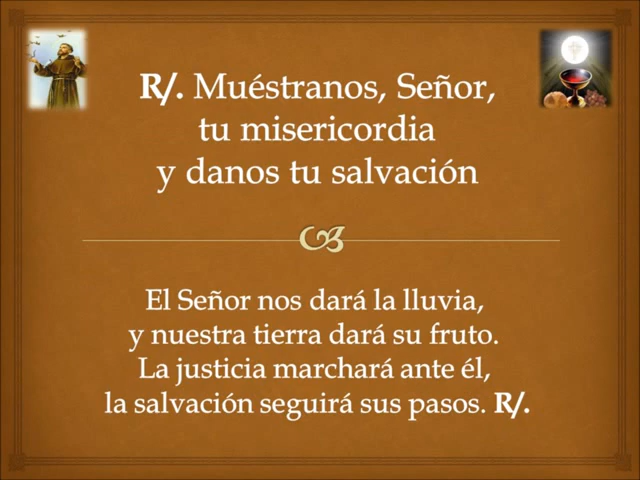 R/. Muéstranos, Señor,
tu misericordia
y danos tu salvación
El Señor nos dará la lluvia,
y nuestra tierra dará su fruto.
La justicia marchará ante él,
la salvación seguirá sus pasos. R/.